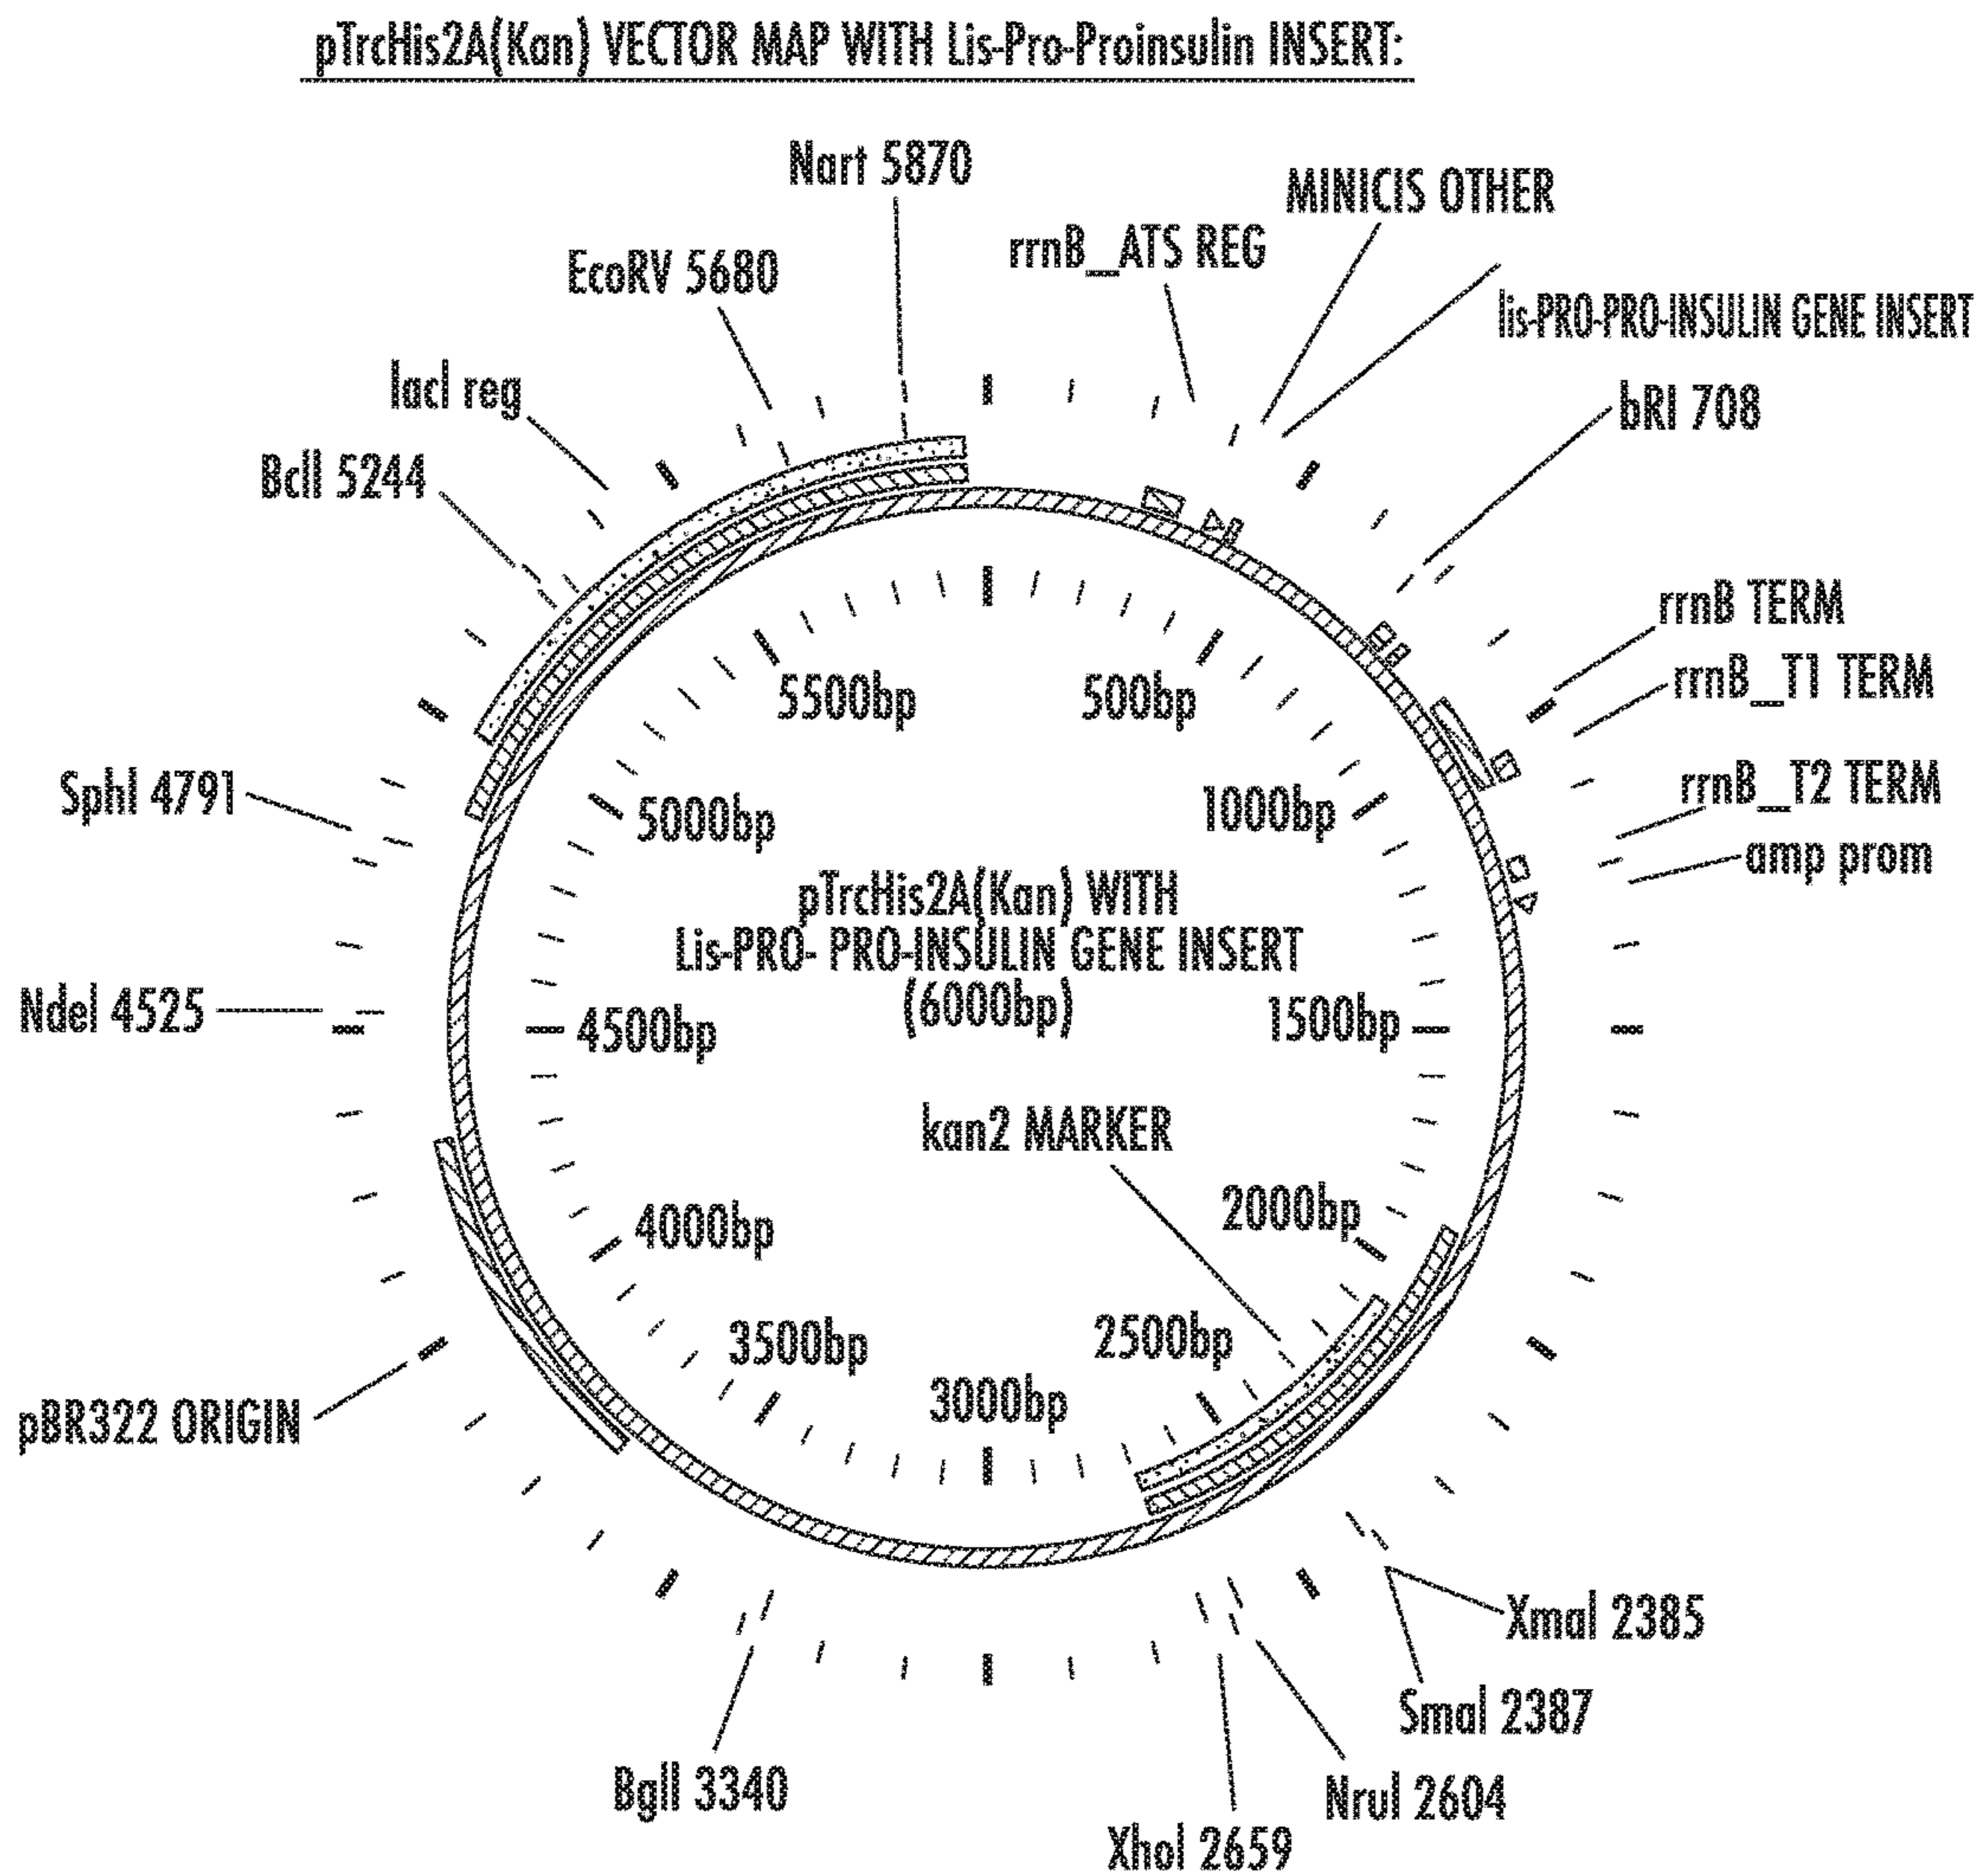 pTrcHis2A(Kan) VECTOR MAP WITH Lis-Pro-Proinsulin INSERT:
Nart 5870
MINICIS OTHER
rrnB_ATS REG
EcoRV 5680
lis-PRO-PRO-INSULIN GENE INSERT
lacI reg
bRI 708
BclI 5244
rrnB TERM
rrnB_T1 TERM
5500bp
500bp
SphI 4791
5000bp
1000bp
rrnB_T2 TERM
amp prom
pTrcHis2A(Kan) WITH
Lis-PRO- PRO-INSULIN GENE INSERT
(6000bp)
NdeI 4525
4500bp
1500bp
kan2 MARKER
4000bp
2000bp
3500bp
2500bp
3000bp
pBR322 ORIGIN
XmaI 2385
SmaI 2387
BglI 3340
NruI 2604
XhoI 2659